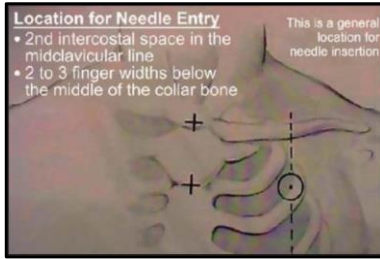 Location for Needle Entry
• 2nd intercostal space in the
midclavicular line
• 2 to 3 finger widths below
the middle of the collar bone
This is a general
location for
needle insertion